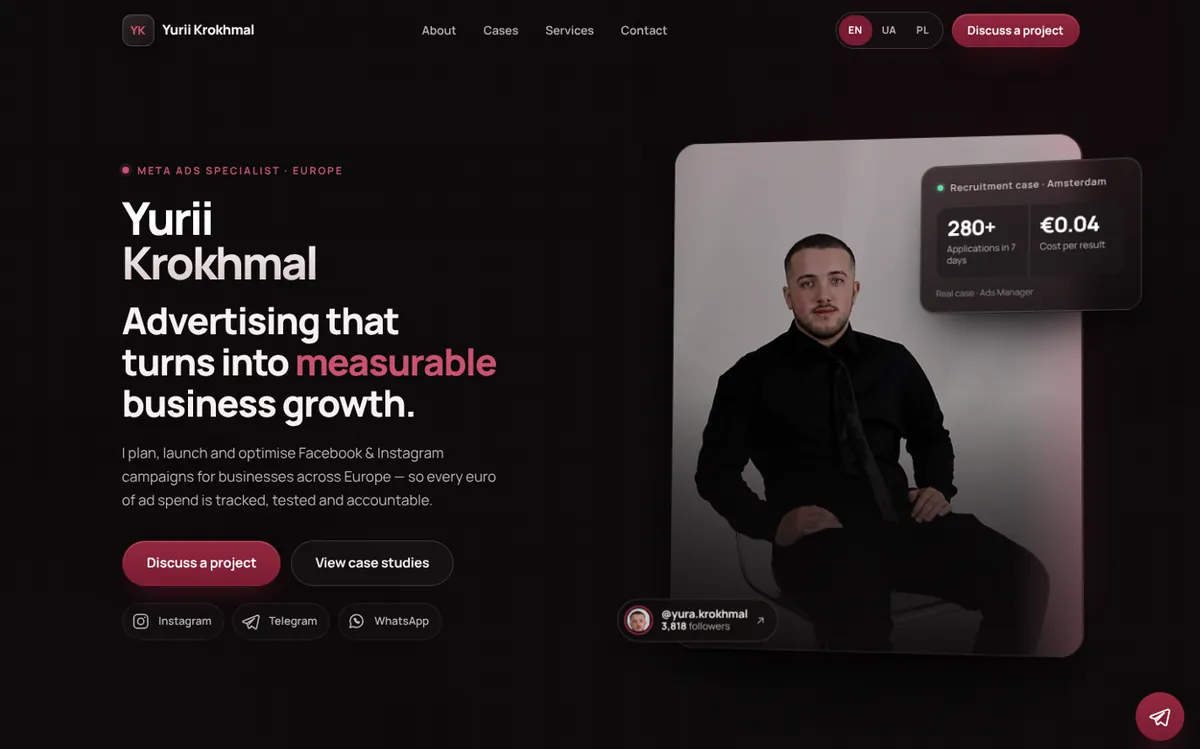 YK
Yurii Krokhmal
About
Cases
Services
Contact
EN
UA
PL
Discuss a project
META ADS SPECIALIST · EUROPE
Yurii
Krokhmal
Advertising that
turns into measurable
business growth.
I plan, launch and optimise Facebook & Instagram
campaigns for businesses across Europe — so every euro
of ad spend is tracked, tested and accountable.
Discuss a project
View case studies
Instagram
Telegram
WhatsApp
Recruitment case · Amsterdam
280+
Applications in 7
days
€0.04
Cost per result
Real case · Ads Manager
@yura.krokhmal
3,818 followers